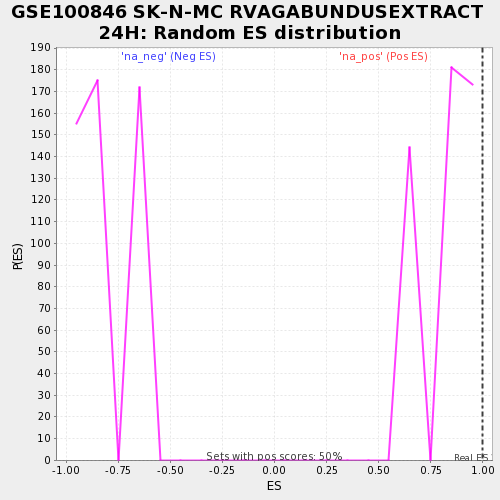 GSE100846 SK-N-MC RVAGABUNDUSEXTRACT
24H: Random ES distribution
'na_neg' (Neg ES)
'na_pos' (Pos ES)
190
180
170
160
150
140
130
120
110
100
90
80
70
60
50
40
30
20
10
0
P(ES)
Sets with pos scores: 50%
Real ES
-1.00 -0.75 -0.50 -0.25 0.00 0.25 0.50 0.75 1.00
ES